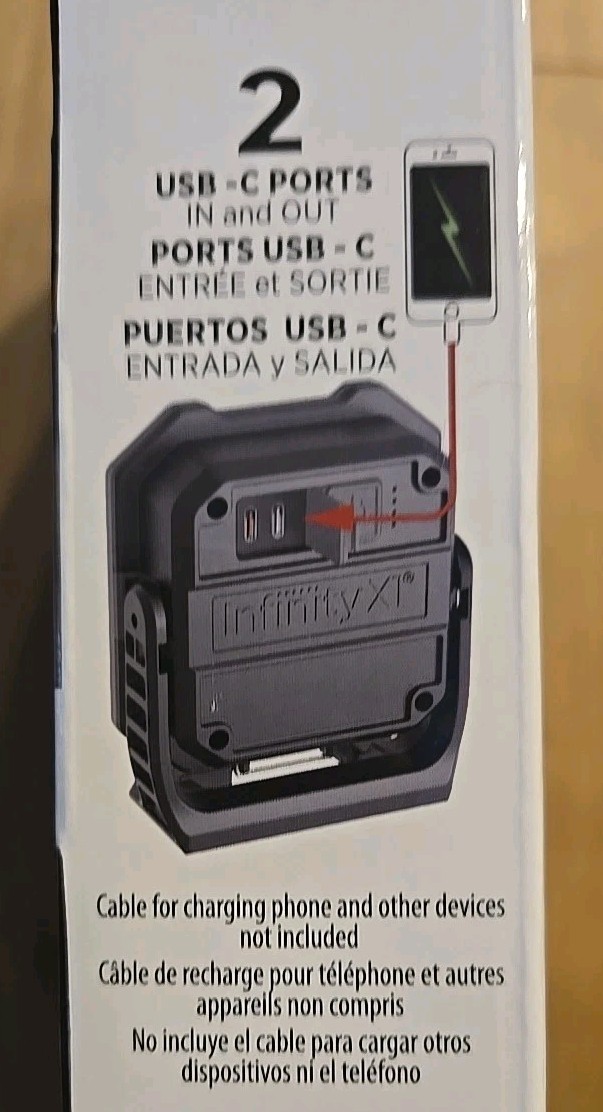 2
USB -C PORTS
IN and OUT
PORTS USB - C
ENTRÉE et SORTIE
PUERTOS USB - C
ENTRADA y SALIDA
Infinity X1®
Cable for charging phone and other devices
not included
Câble de recharge pour téléphone et autres
appareils non compris
No incluye el cable para cargar otros
dispositivos ni el teléfono